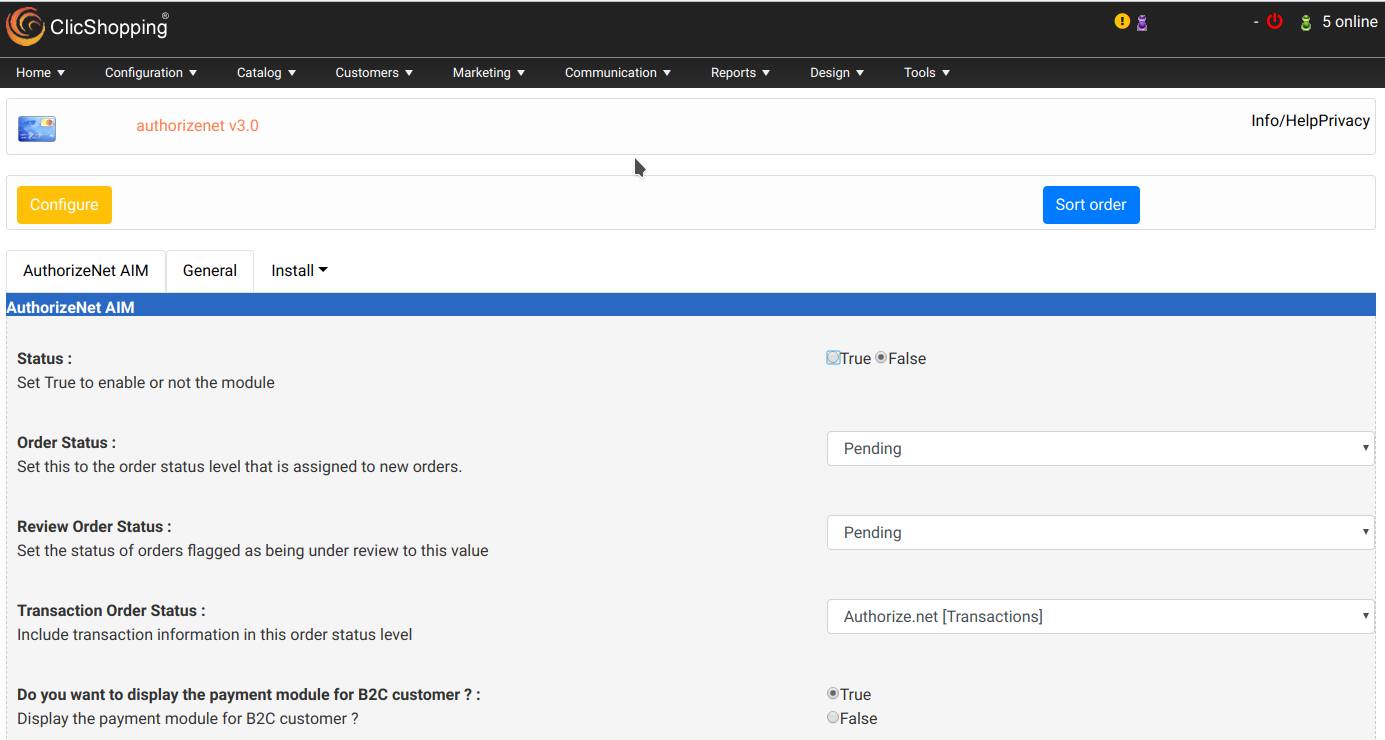 ClicShopping®
- 5 online
Home Configuration Catalog Customers Marketing Communication Reports Design Tools
authorizenet v3.0
Info/HelpPrivacy
Configure
Sort order
AuthorizeNet AIM General Install
AuthorizeNet AIM
Status :
True False
Set True to enable or not the module
Order Status :
Pending
Set this to the order status level that is assigned to new orders.
Review Order Status :
Pending
Set the status of orders flagged as being under review to this value
Transaction Order Status :
Authorize.net [Transactions]
Include transaction information in this order status level
Do you want to display the payment module for B2C customer ? :
True
Display the payment module for B2C customer ?
False